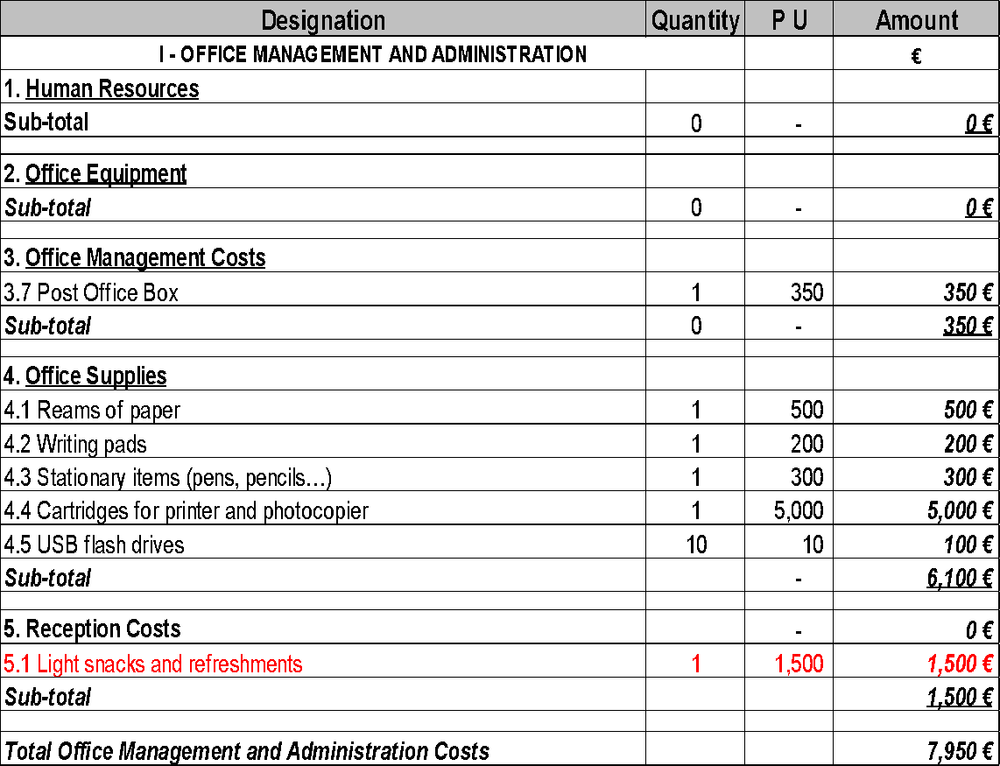 Designation Quantity P U Amount
I - OFFICE MANAGEMENT AND ADMINISTRATION €
1. Human Resources
Sub-total 0 - 0 €
2. Office Equipment
Sub-total 0 - 0 €
3. Office Management Costs
3.7 Post Office Box 1 350 350 €
Sub-total 0 - 350 €
4. Office Supplies
4.1 Reams of paper 1 500 500 €
4.2 Writing pads 1 200 200 €
4.3 Stationary items (pens, pencils…) 1 300 300 €
4.4 Cartridges for printer and photocopier 1 5,000 5,000 €
4.5 USB flash drives 10 10 100 €
Sub-total - 6,100 €
5. Reception Costs - 0 €
5.1 Light snacks and refreshments 1 1,500 1,500 €
Sub-total 1,500 €
Total Office Management and Administration Costs 7,950 €